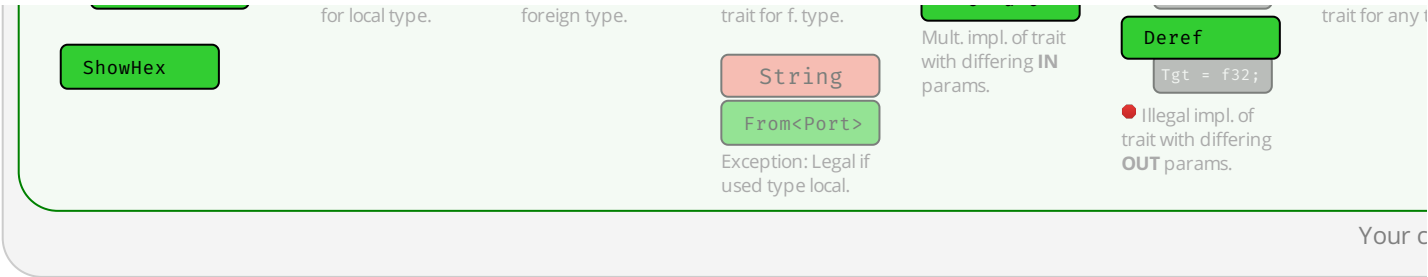 for local type.
foreign type.
trait for f. type.
trait for any
ShowHex
String
From<Port>
Exception: Legal if
used type local.
Mult. impl. of trait
with differing IN
params.
Deref
Tgt = f32;
Illegal impl. of
trait with differing
OUT params.
Your